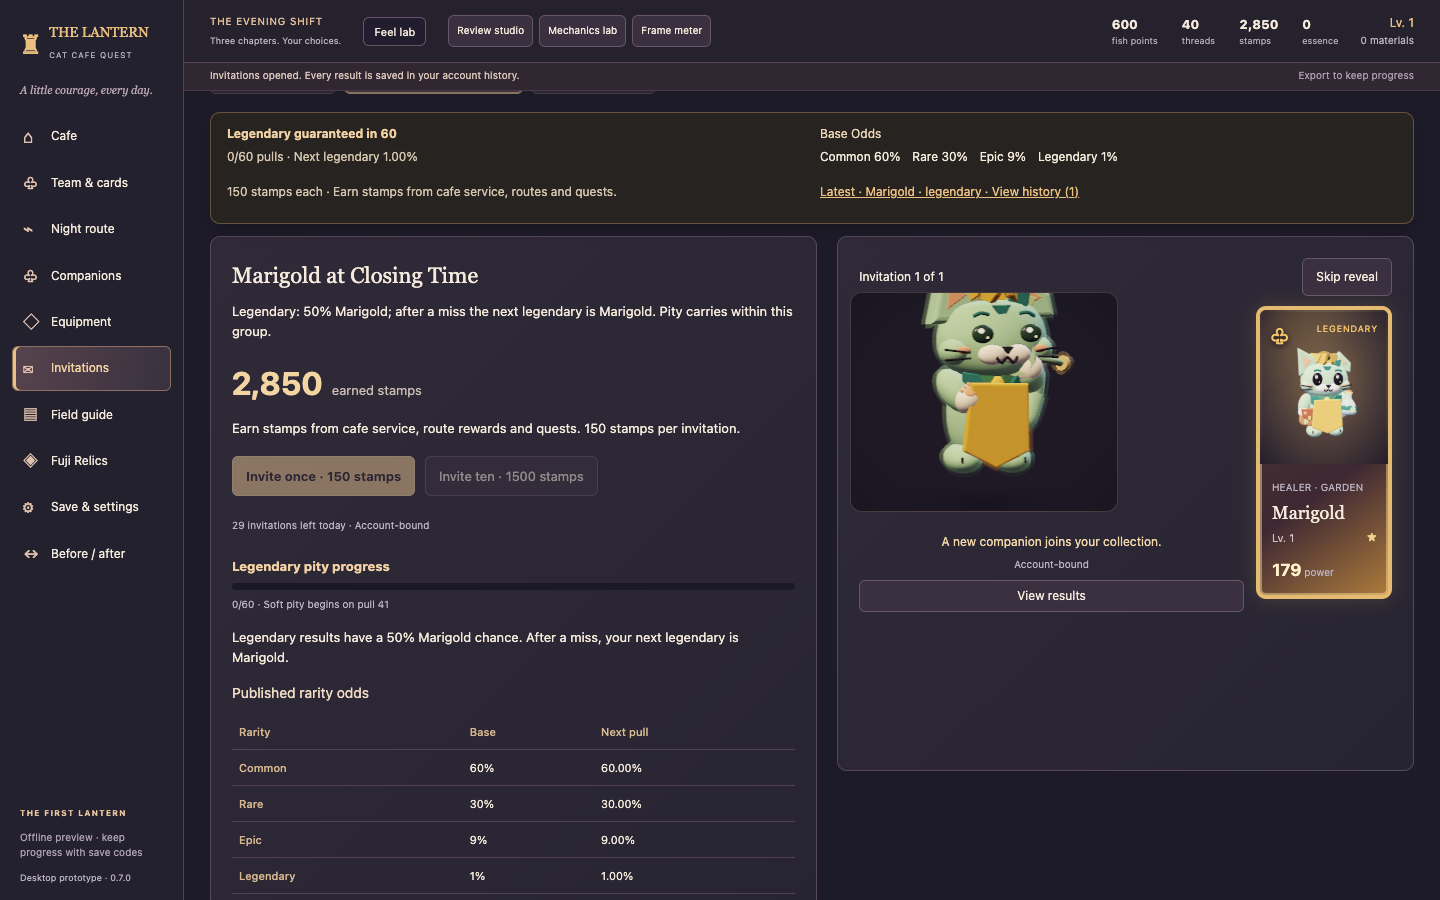 THE LANTERN
CAT CAFE QUEST
A little courage, every day.
Cafe
Team & cards
Night route
Companions
Equipment
Invitations
Field guide
Fuji Relics
Save & settings
Before / after
THE FIRST LANTERN
Offline preview · keep
progress with save codes
Desktop prototype · 0.7.0
THE EVENING SHIFT
Three chapters. Your choices.
Feel lab
Review studio
Mechanics lab
Frame meter
600
fish points
40
threads
2,850
stamps
0
essence
Lv. 1
0 materials
Invitations opened. Every result is saved in your account history.
Export to keep progress
Legendary guaranteed in 60
0/60 pulls · Next legendary 1.00%
150 stamps each · Earn stamps from cafe service, routes and quests.
Base Odds
Common 60% Rare 30% Epic 9% Legendary 1%
Latest · Marigold · legendary · View history (1)
Marigold at Closing Time
Legendary: 50% Marigold; after a miss the next legendary is Marigold. Pity carries within this
group.
2,850 earned stamps
Earn stamps from cafe service, route rewards and quests. 150 stamps per invitation.
Invite once · 150 stamps
Invite ten · 1500 stamps
29 invitations left today · Account-bound
Legendary pity progress
0/60 · Soft pity begins on pull 41
Legendary results have a 50% Marigold chance. After a miss, your next legendary is
Marigold.
Published rarity odds
Rarity Base Next pull
Common 60% 60.00%
Rare 30% 30.00%
Epic 9% 9.00%
Legendary 1% 1.00%
Invitation 1 of 1
Skip reveal
LEGENDARY
HEALER · GARDEN
Marigold
Lv. 1
179 power
A new companion joins your collection.
Account-bound
View results